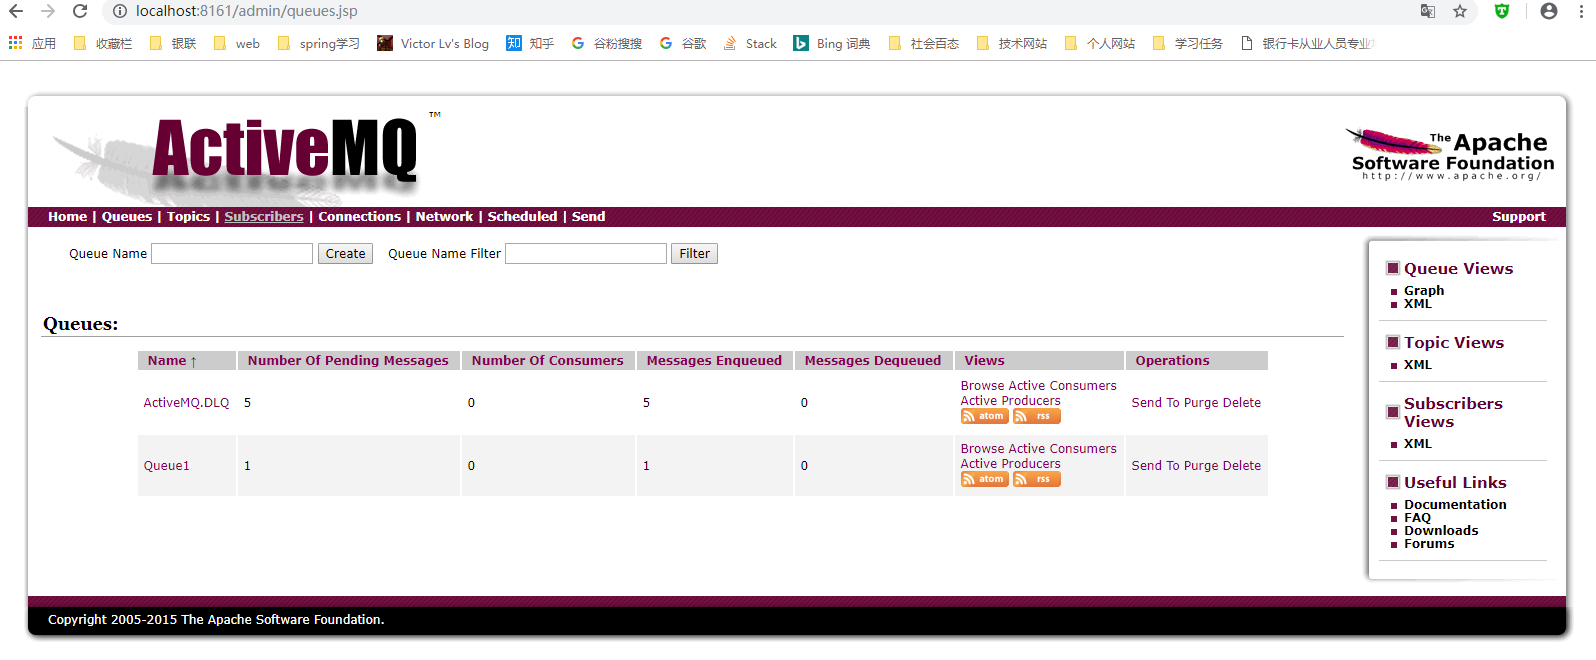 localhost:8161/admin/queues.jsp
应用 收藏栏 银联 web spring学习 Victor Lv's Blog 知 知乎 谷粉搜搜 谷歌 Stack Bing 词典 社会百态 技术网站 个人网站 学习任务 银行卡从业人员专业
ActiveMQ ™
The Apache
Software Foundation
http://www.apache.org/
Home | Queues | Topics | Subscribers | Connections | Network | Scheduled | Send Support
Queue Name Create Queue Name Filter Filter
Queues:
Name ↑ Number Of Pending Messages Number Of Consumers Messages Enqueued Messages Dequeued Views Operations
ActiveMQ.DLQ 5 0 5 0 Browse Active Consumers
Active Producers
atom rss
Send To Purge Delete
Queue1 1 0 1 0 Browse Active Consumers
Active Producers
atom rss
Send To Purge Delete
Queue Views
Graph
XML
Topic Views
XML
Subscribers
Views
XML
Useful Links
Documentation
FAQ
Downloads
Forums
Copyright 2005-2015 The Apache Software Foundation.